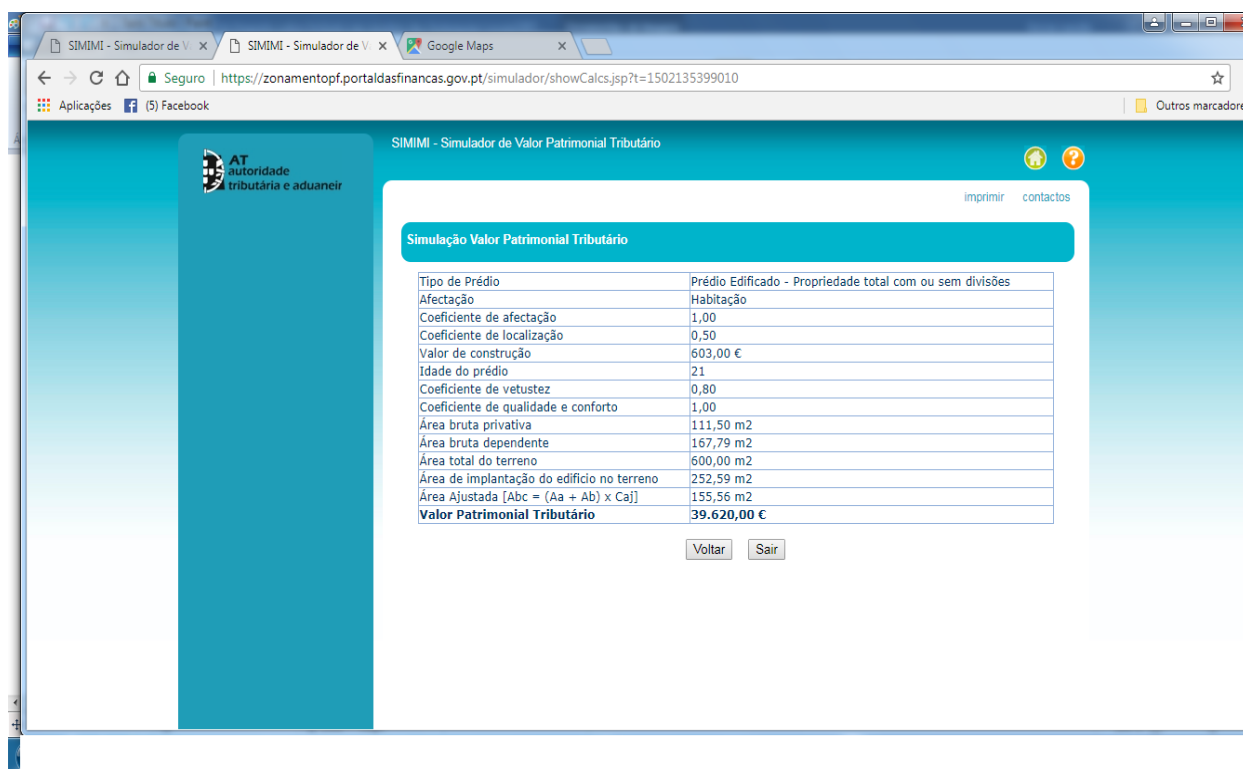 SIMIMI - Simulador de V
SIMIMI - Simulador de V
Google Maps
Seguro | https://zonamentopf.portaldasfinancas.gov.pt/simulador/showCalcs.jsp?t=1502135399010
Aplicações (5) Facebook Outros marcadore
AT
autoridade
tributária e aduaneir
SIMIMI - Simulador de Valor Patrimonial Tributário
imprimir contactos
Simulação Valor Patrimonial Tributário
Tipo de Prédio Prédio Edificado - Propriedade total com ou sem divisões
Afectação Habitação
Coeficiente de afectação 1,00
Coeficiente de localização 0,50
Valor de construção 603,00 €
Idade do prédio 21
Coeficiente de vetustez 0,80
Coeficiente de qualidade e conforto 1,00
Área bruta privativa 111,50 m2
Área bruta dependente 167,79 m2
Área total do terreno 600,00 m2
Área de implantação do edificio no terreno 252,59 m2
Área Ajustada [Abc = (Aa + Ab) x Caj] 155,56 m2
Valor Patrimonial Tributário 39.620,00 €
Voltar Sair